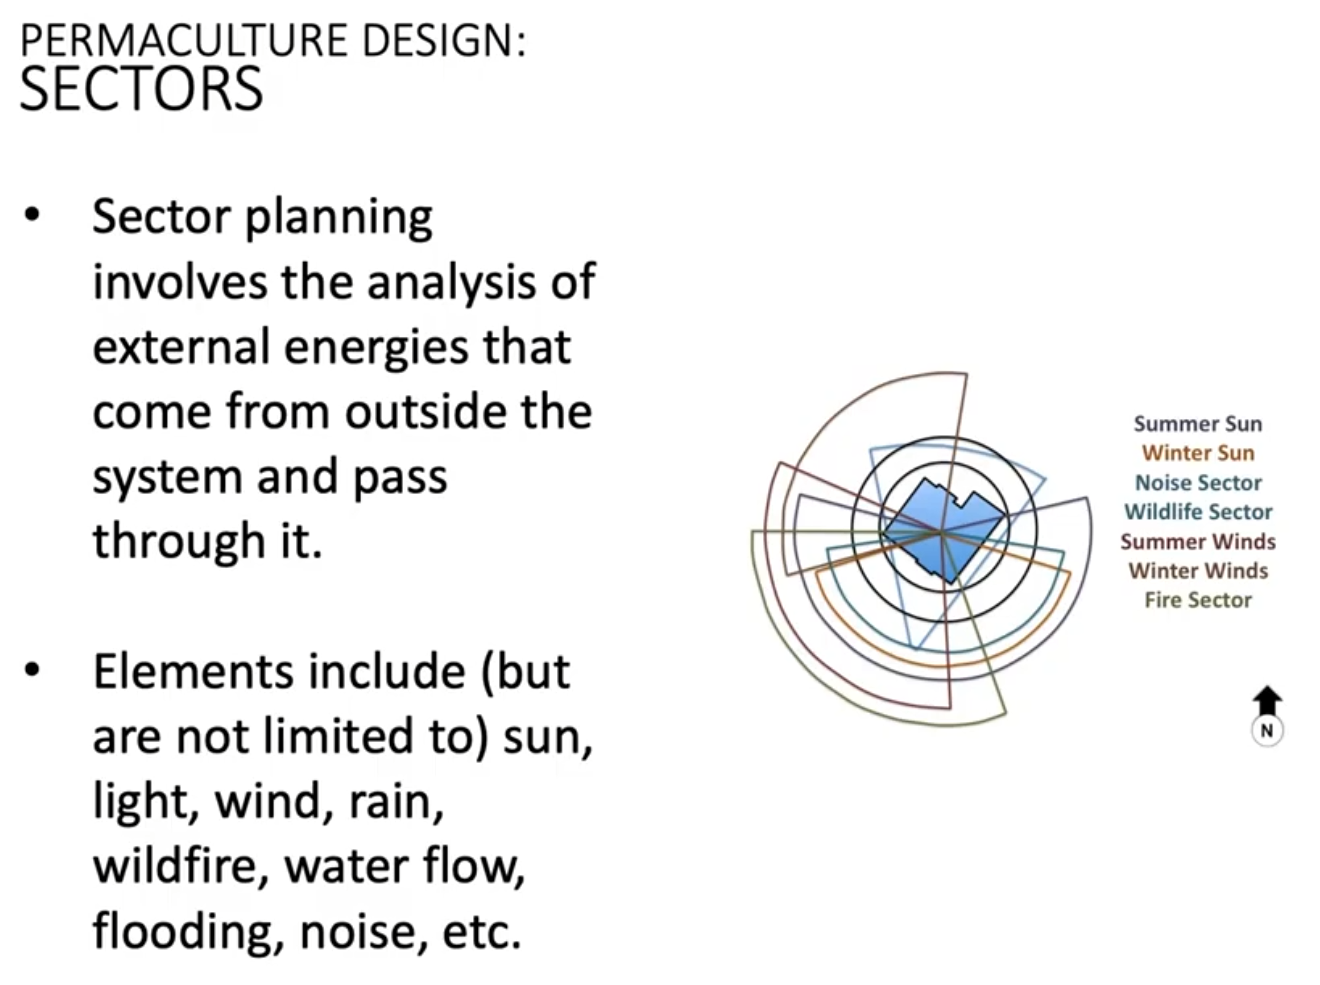 PERMACULTURE DESIGN:
SECTORS
• Sector planning
involves the analysis of
external energies that
come from outside the
system and pass
through it.
• Elements include (but
are not limited to) sun,
light, wind, rain,
wildfire, water flow,
flooding, noise, etc.
Summer Sun
Winter Sun
Noise Sector
Wildlife Sector
Summer Winds
Winter Winds
Fire Sector
N